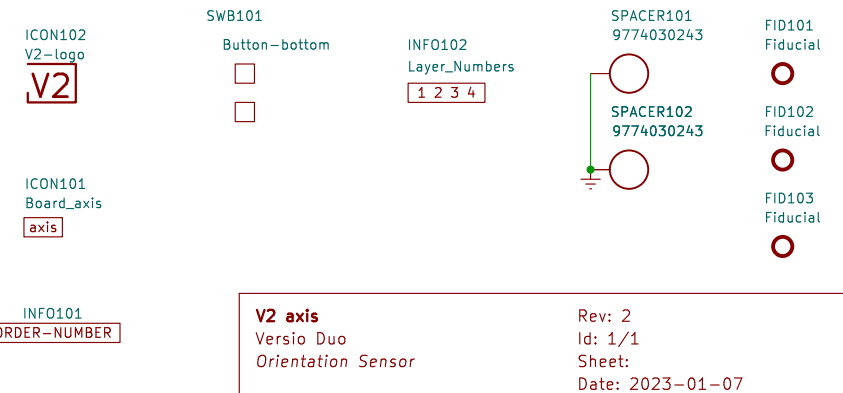 ICON102
V2-logo
V2
SWB101
Button-bottom
INFO102
Layer_Numbers
1 2 3 4
SPACER101
9774030243
SPACER102
9774030243
FID101
Fiducial
FID102
Fiducial
FID103
Fiducial
ICON101
Board_axis
axis
INFO101
ORDER-NUMBER
V2 axis
Versio Duo
Orientation Sensor
Rev: 2
Id: 1/1
Sheet:
Date: 2023-01-07